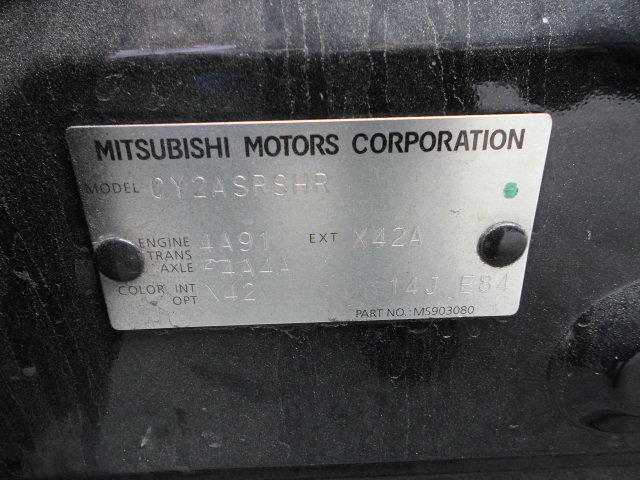 MITSUBISHI MOTORS CORPORATION
MODEL CY2ASRSHR
ENGINE 4A91 EXT X42A
TRANS
AXLE F4A4A
COLOR INT X42 14J E84
OPT
PART NO.:MS903080